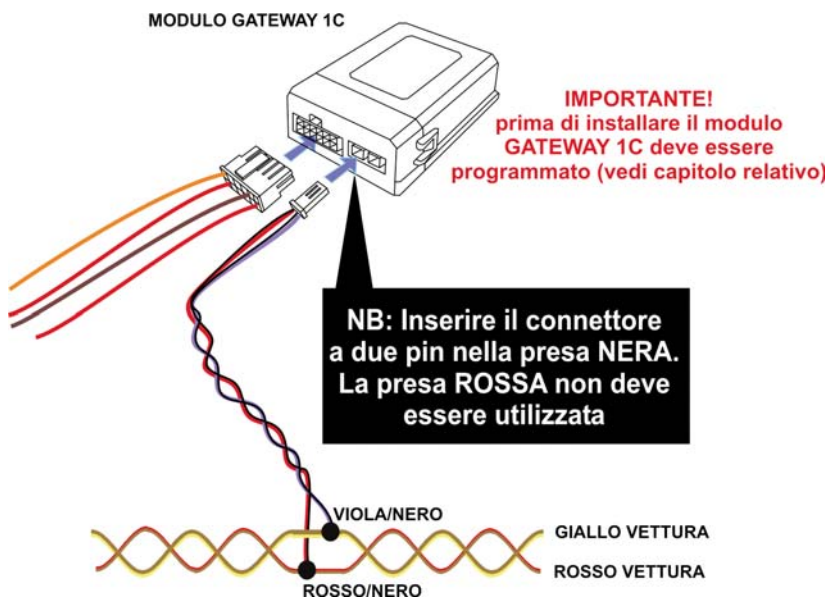 MODULO GATEWAY 1C
IMPORTANTE!
prima di installare il modulo
GATEWAY 1C deve essere
programmato (vedi capitolo relativo)
NB: Inserire il connettore
a due pin nella presa NERA.
La presa ROSSA non deve
essere utilizzata
VIOLA/NERO
GIALLO VETTURA
ROSSO VETTURA
ROSSO/NERO